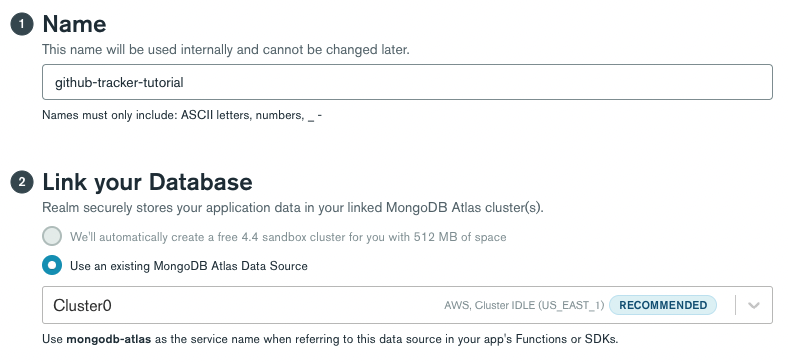 1 Name
This name will be used internally and cannot be changed later.
github-tracker-tutorial
Names must only include: ASCII letters, numbers, _ -
2 Link your Database
Realm securely stores your application data in your linked MongoDB Atlas cluster(s).
We'll automatically create a free 4.4 sandbox cluster for you with 512 MB of space
Use an existing MongoDB Atlas Data Source
Cluster0 AWS, Cluster IDLE (US_EAST_1) RECOMMENDED
Use mongodb-atlas as the service name when referring to this data source in your app's Functions or SDKs.